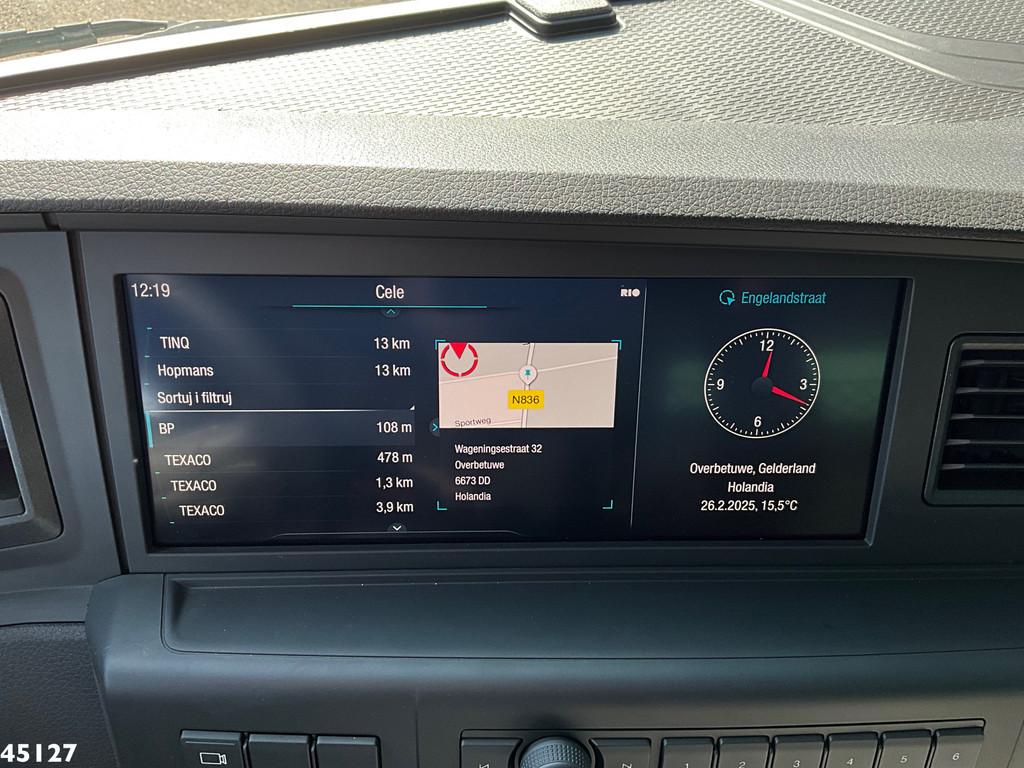 12:19
Cele
RIO
TINQ 13 km
Hopmans 13 km
Sortuj i filtruj
BP 108 m
TEXACO 478 m
TEXACO 1,3 km
TEXACO 3,9 km
N836
Sportweg
Wageningsestraat 32
Overbetuwe
6673 DD
Holandia
Engelandstraat
12
9 3
6
Overbetuwe, Gelderland
Holandia
26.2.2025, 15,5°C
1 2 3 4 5 6
45127